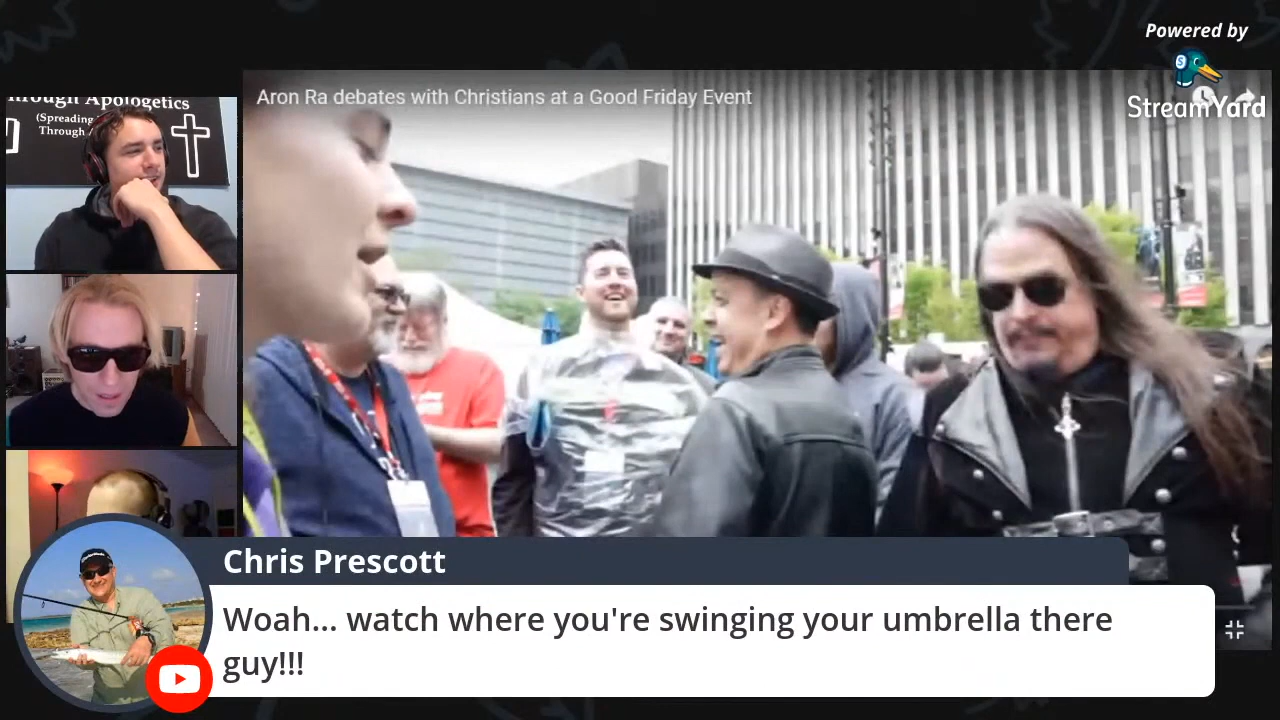 Powered by
StreamYard
Aron Ra debates with Christians at a Good Friday Event
Through Apologetics
(Spreading
Through
Chris Prescott
Woah... watch where you're swinging your umbrella there
guy!!!